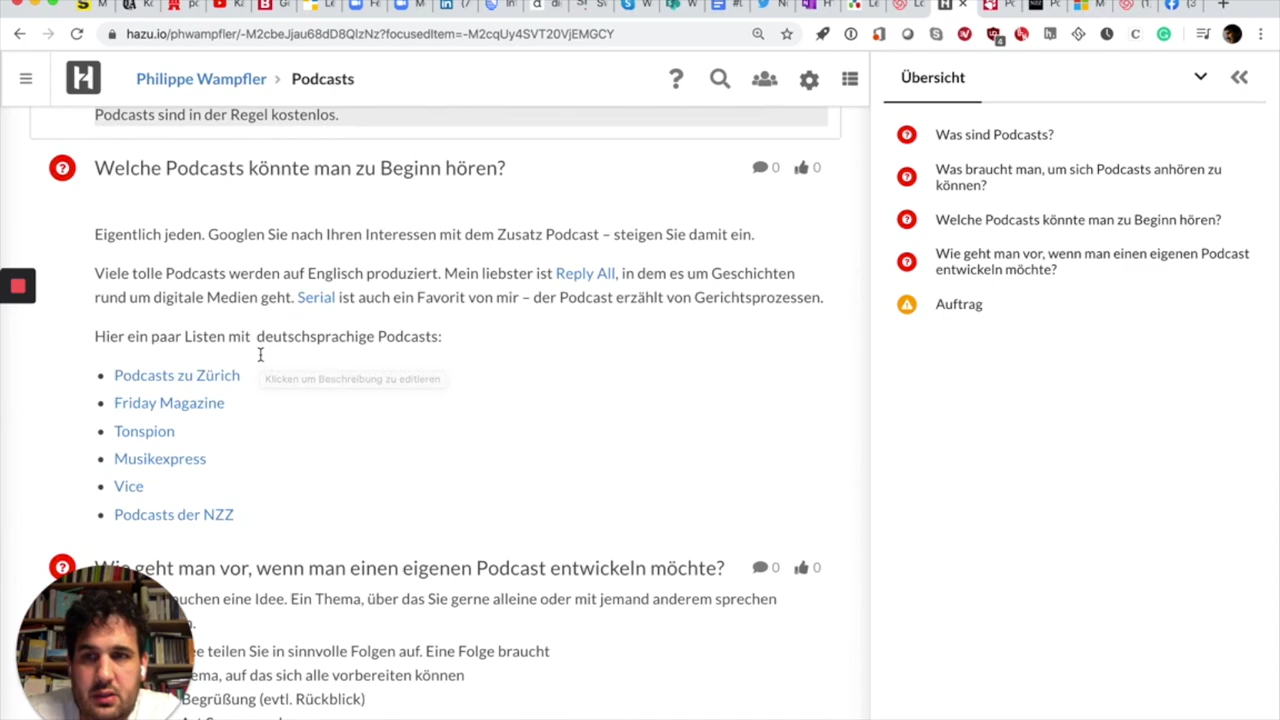 hazu.io/phwampfler/-M2cbeJjau68dD8QlzNz?focusedItem=-M2cqUy4SVT20VjEMGCY
Philippe Wampfler › Podcasts
Podcasts sind in der Regel kostenlos.
Welche Podcasts könnte man zu Beginn hören?
0 0
Eigentlich jeden. Googlen Sie nach Ihren Interessen mit dem Zusatz Podcast – steigen Sie damit ein.
Viele tolle Podcasts werden auf Englisch produziert. Mein liebster ist Reply All, in dem es um Geschichten
rund um digitale Medien geht. Serial ist auch ein Favorit von mir – der Podcast erzählt von Gerichtsprozessen.
Hier ein paar Listen mit deutschsprachige Podcasts:
Klicken um Beschreibung zu editieren
• Podcasts zu Zürich
• Friday Magazine
• Tonspion
• Musikexpress
• Vice
• Podcasts der NZZ
Wie geht man vor, wenn man einen eigenen Podcast entwickeln möchte?
0 0
eine Idee. Ein Thema, über das Sie gerne alleine oder mit jemand anderem sprechen
teilen Sie in sinnvolle Folgen auf. Eine Folge braucht
auf das sich alle vorbereiten können
Begrüßung (evtl. Rückblick)
Übersicht
Was sind Podcasts?
Was braucht man, um sich Podcasts anhören zu
können?
Welche Podcasts könnte man zu Beginn hören?
Wie geht man vor, wenn man einen eigenen Podcast
entwickeln möchte?
Auftrag